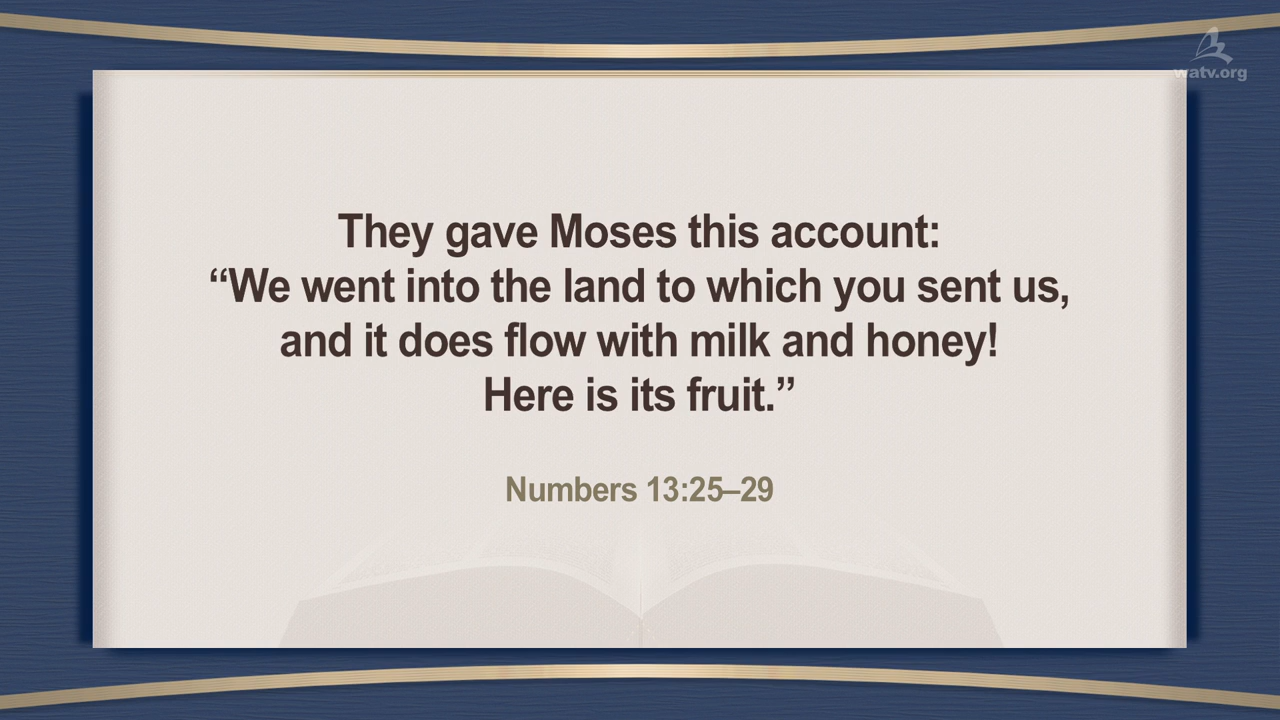 watv.org
They gave Moses this account:
“We went into the land to which you sent us,
and it does flow with milk and honey!
Here is its fruit.”
Numbers 13:25–29